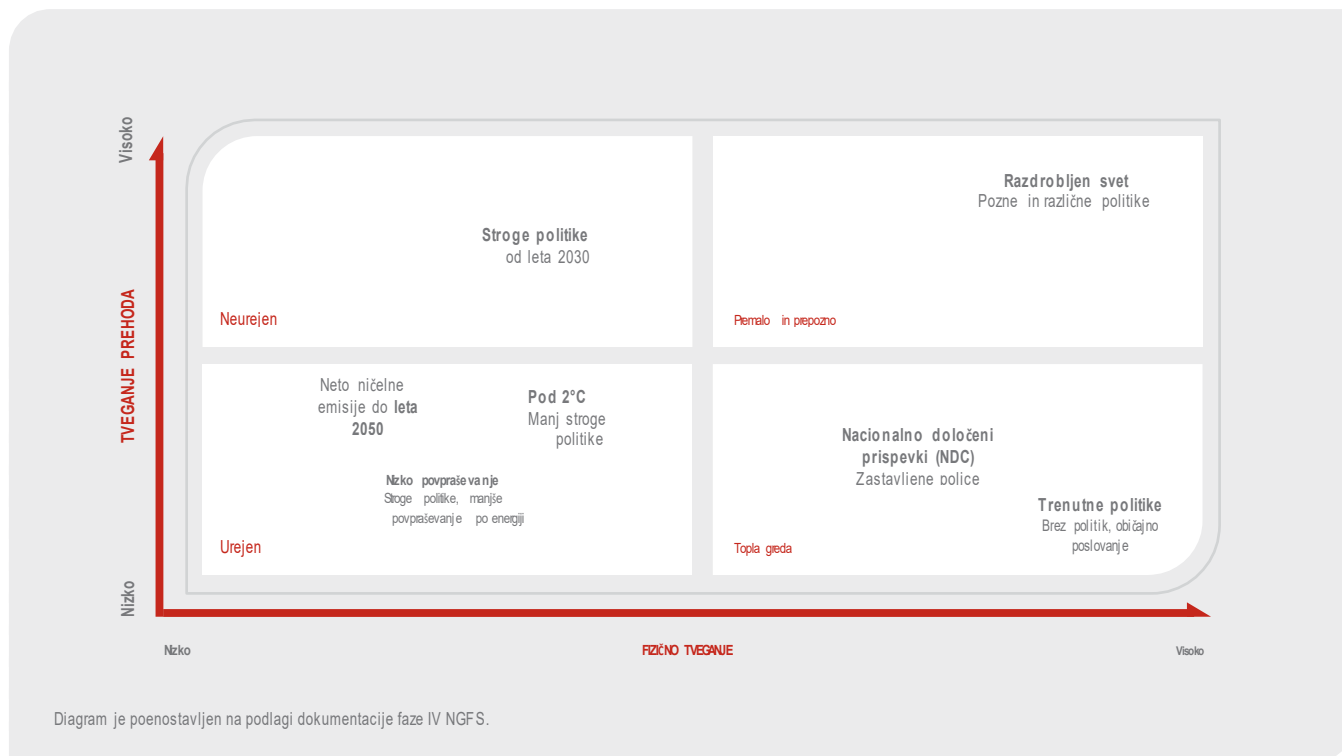 Visoko
TVEGANJE PREHODA
Nizko
Stroge politike
od leta 2030
Neurejen
Razdrobljen svet
Pozne in različne politike
Premalo in prepozno
Neto ničelne
emisije do leta
2050
Pod 2°C
Manj stroge
politike
Nizko povpraševanje
Stroge politike, manjše
povpraševanje po energiji
Urejen
Nacionalno določeni
prispevki (NDC)
Zastavljene police
Trenutne politike
Brez politik, običajno
poslovanje
Topla greda
Nizko
FIZIČNO TVEGANJE
Visoko
Diagram je poenostavljen na podlagi dokumentacije faze IV NGFS.